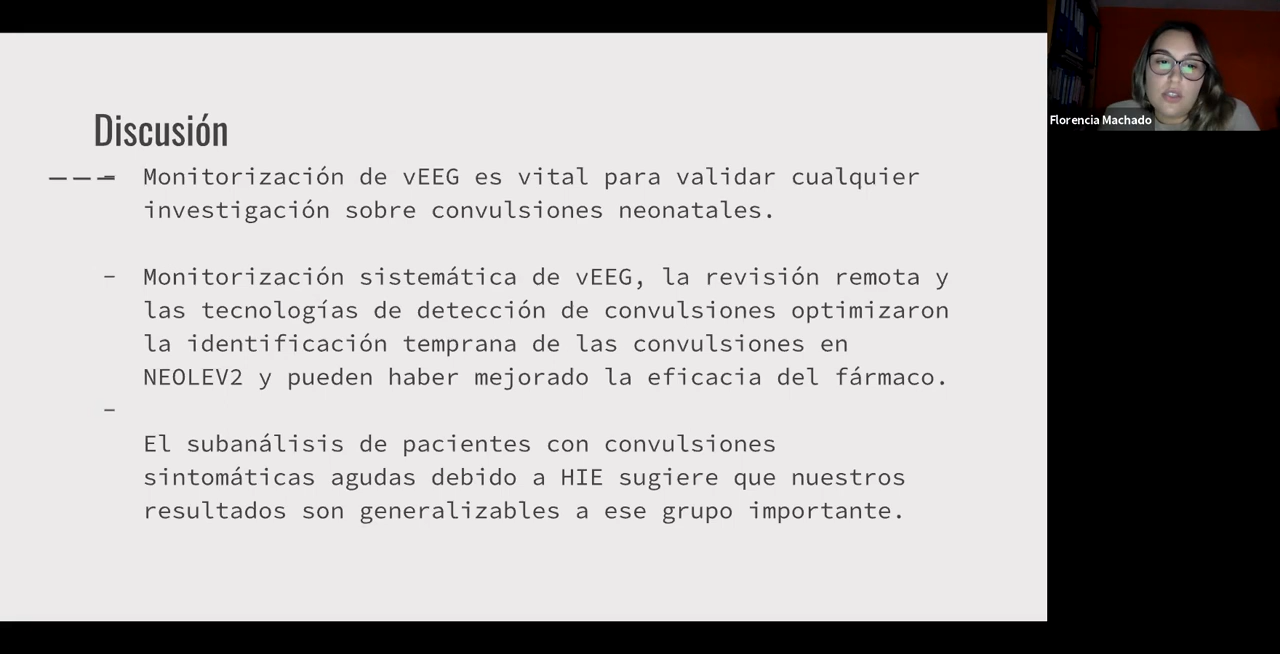 Discusión
- Monitorización de vEEG es vital para validar cualquier
investigación sobre convulsiones neonatales.
- Monitorización sistemática de vEEG, la revisión remota y
las tecnologías de detección de convulsiones optimizaron
la identificación temprana de las convulsiones en
NEOLEV2 y pueden haber mejorado la eficacia del fármaco.
-
El subanálisis de pacientes con convulsiones
sintomáticas agudas debido a HIE sugiere que nuestros
resultados son generalizables a ese grupo importante.
Florencia Machado